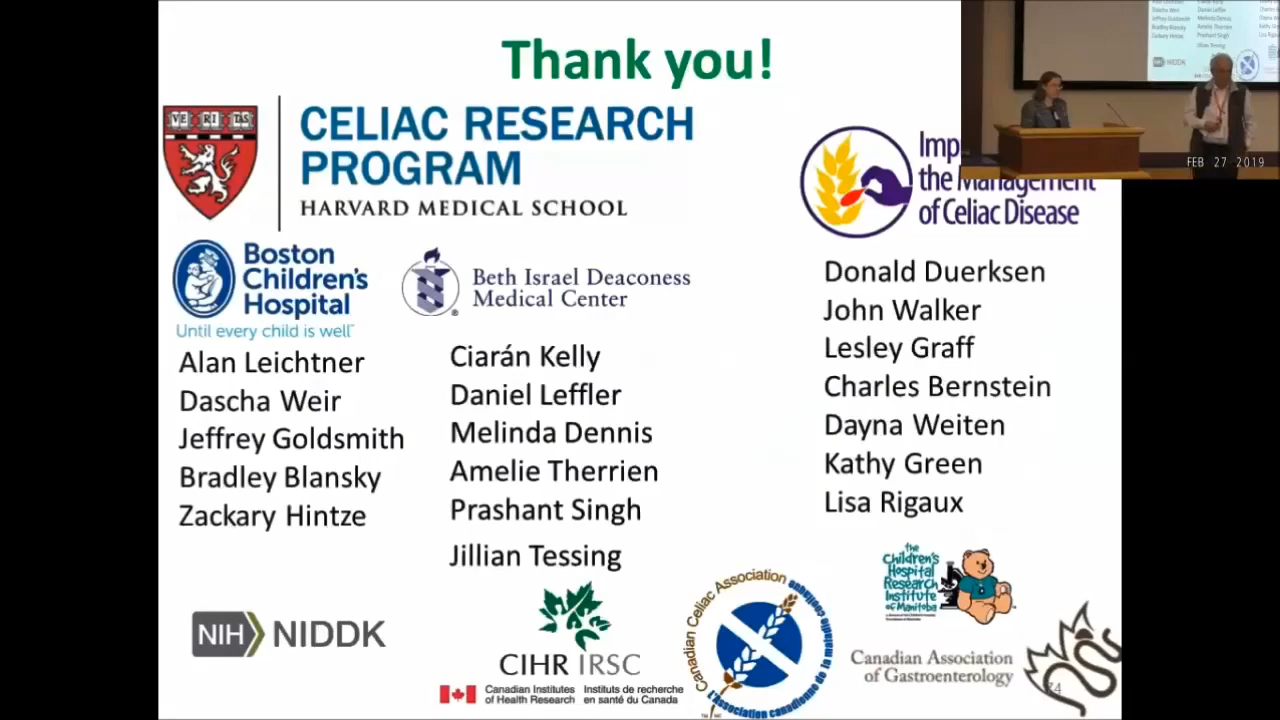 Thank you!
VE RI TAS
CELIAC RESEARCH
PROGRAM
HARVARD MEDICAL SCHOOL
Imp
the Management
of Celiac Disease
FEB 27 2019
Boston
Children's
Hospital
Until every child is well
Beth Israel Deaconess
Medical Center
Alan Leichtner
Dascha Weir
Jeffrey Goldsmith
Bradley Blansky
Zackary Hintze
Ciarán Kelly
Daniel Leffler
Melinda Dennis
Amelie Therrien
Prashant Singh
Jillian Tessing
Donald Duerksen
John Walker
Lesley Graff
Charles Bernstein
Dayna Weiten
Kathy Green
Lisa Rigaux
NIH NIDDK
CIHR IRSC
Canadian Institutes
of Health Research
Instituts de recherche
en santé du Canada
Canadian Celiac Association
L'Association canadienne de la maladie coeliaque
the
Children's
Hospital
Research
Institute
of Manitoba
Canadian Association
of Gastroenterology
74